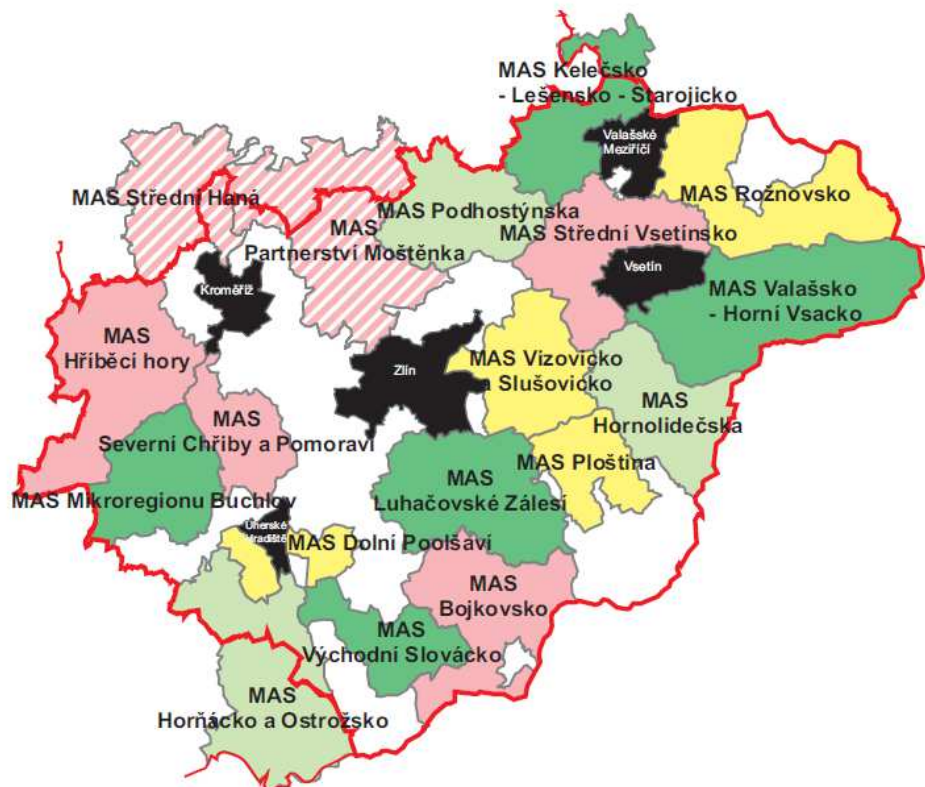 MAS Kelečsko
- Lešensko - Starojicko
Valašské
Meziříčí
MAS Střední Haná
MAS Podhostýnska
MAS Rožnovsko
MAS
Partnerství Moštěnka
MAS Střední Vsetínsko
Kroměříž
Vsetín
MAS Valašsko
- Horní Vsacko
MAS
Hříběcí hory
Zlín
MAS Vizovicko
a Slušovicko
MAS
Hornolidečska
MAS
Severní Chřiby a Pomoraví
MAS Ploština
MAS
Luhačovské Zálesí
MAS Mikroregionu Buchlov
Uherské
Hradiště
MAS Dolní Poolšaví
MAS
Bojkovsko
MAS
Východní Slovácko
MAS
Horňácko a Ostrožsko